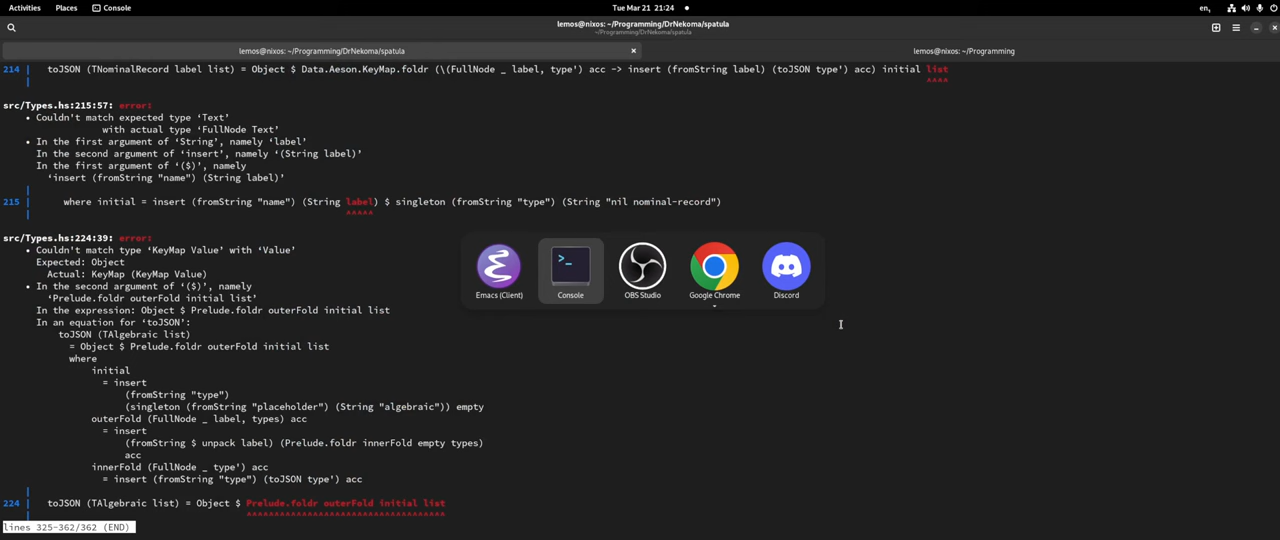 Activities Places Console Tue Mar 21 21:24 en,
lemos@nixos: ~/Programming/DrNekoma/spatula
~/Programming/DrNekoma/spatula
lemos@nixos: ~/Programming/DrNekoma/spatula lemos@nixos: ~/Programming
214 | toJSON (TNominalRecord label list) = Object $ Data.Aeson.KeyMap.foldr (\(FullNode _ label, type') acc -> insert (fromString label) (toJSON type') acc) initial list
| ^^^^
src/Types.hs:215:57: error:
• Couldn't match expected type ‘Text’
with actual type ‘FullNode Text’
• In the first argument of ‘String’, namely ‘label’
In the second argument of ‘insert’, namely ‘(String label)’
In the first argument of ‘($)’, namely
‘insert (fromString "name") (String label)’
|
215 | where initial = insert (fromString "name") (String label) $ singleton (fromString "type") (String "nil nominal-record")
| ^^^^^
src/Types.hs:224:39: error:
• Couldn't match type ‘KeyMap Value’ with ‘Value’
Expected: Object
Actual: KeyMap (KeyMap Value)
• In the second argument of ‘($)’, namely
‘Prelude.foldr outerFold initial list’
In the expression: Object $ Prelude.foldr outerFold initial list
In an equation for ‘toJSON’:
toJSON (TAlgebraic list)
= Object $ Prelude.foldr outerFold initial list
where
initial
= insert
(fromString "type")
(singleton (fromString "placeholder") (String "algebraic")) empty
outerFold (FullNode _ label, types) acc
= insert
(fromString $ unpack label) (Prelude.foldr innerFold empty types)
acc
innerFold (FullNode _ type') acc
= insert (fromString "type") (toJSON type') acc
|
224 | toJSON (TAlgebraic list) = Object $ Prelude.foldr outerFold initial list
| ^^^^^^^^^^^^^^^^^^^^^^^^^^^^^^^^^^^^
lines 325-362/362 (END)
Emacs (Client) Console OBS Studio Google Chrome Discord